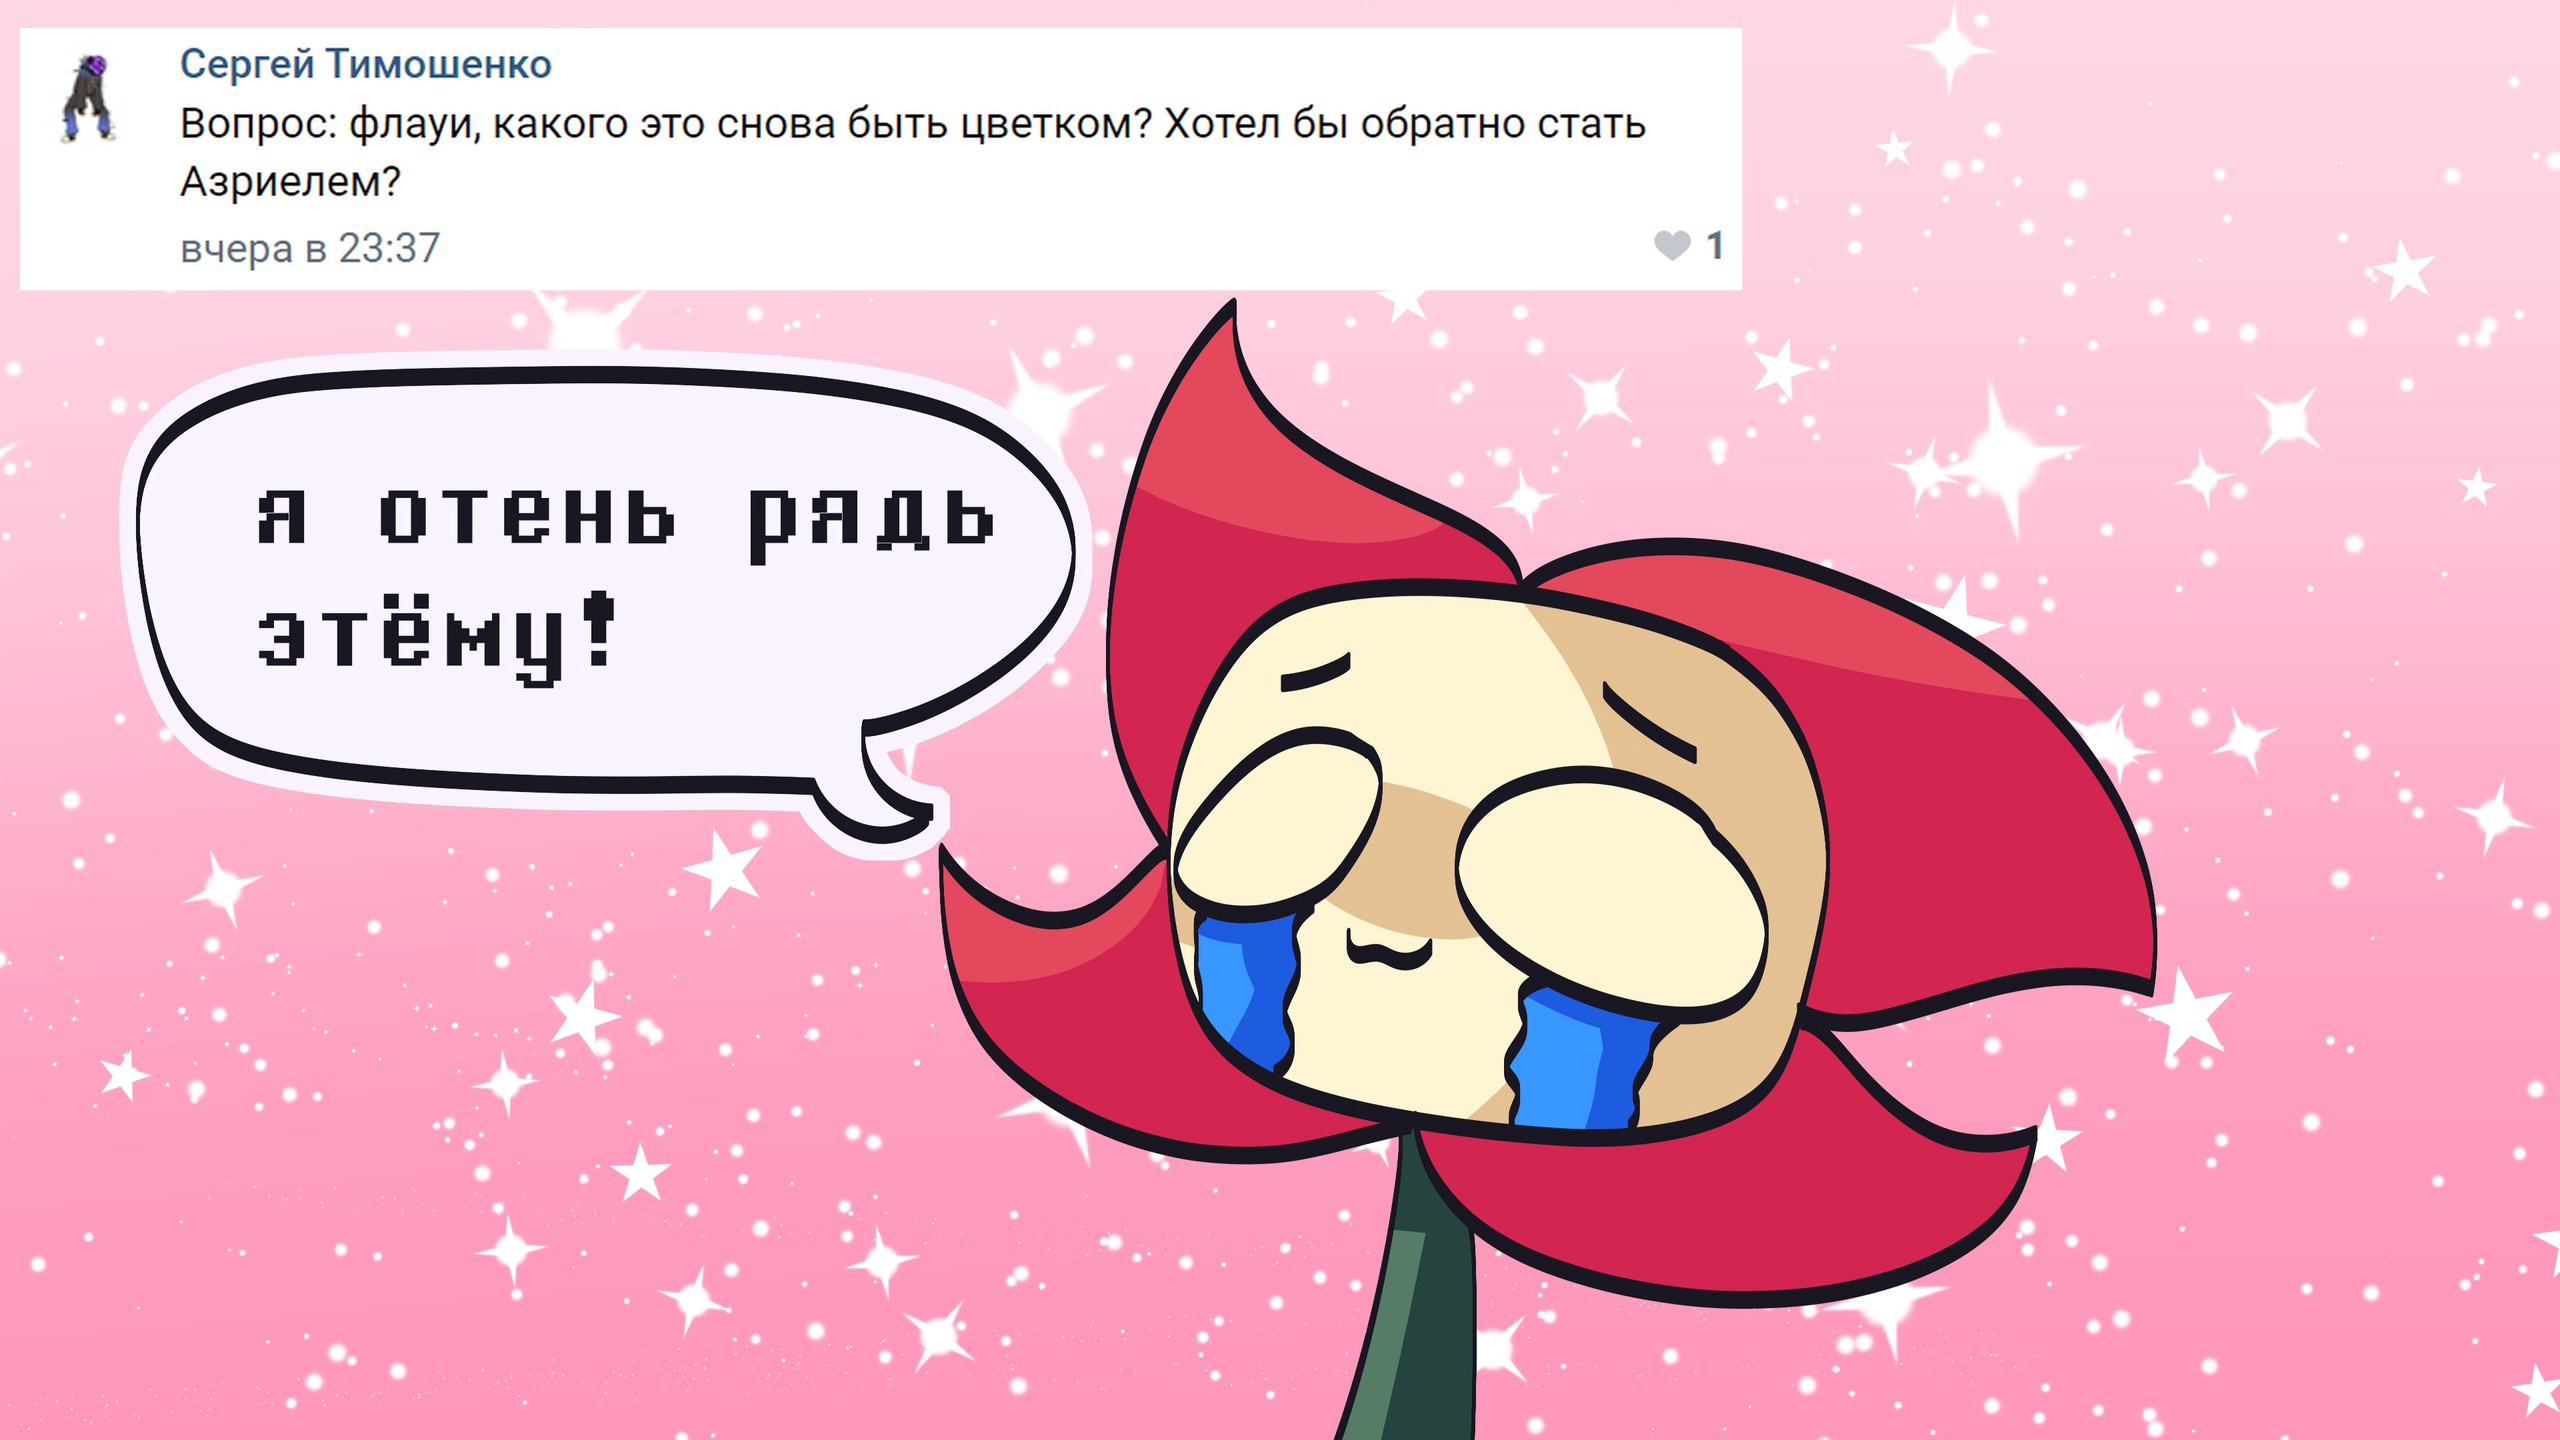 Сергей Тимошенко
Вопрос: флауи, какого это снова быть цветком? Хотел бы обратно стать
Азриелем?
вчера в 23:37
1
я отень рядь
этёму!